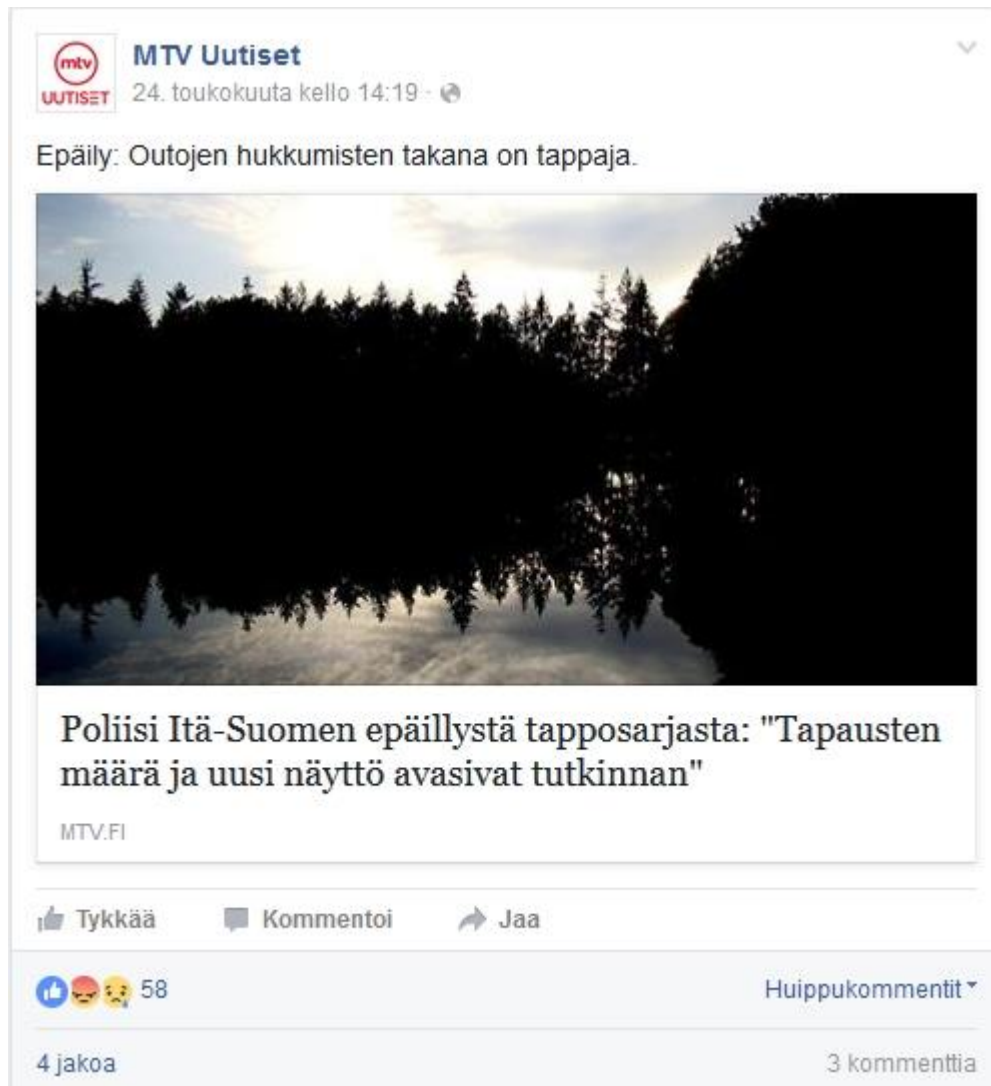 mtv
UUTISET
MTV Uutiset
24. toukokuuta kello 14:19 ·
Epäily: Outojen hukkumisten takana on tappaja.
Poliisi Itä-Suomen epäillystä tapposarjasta: "Tapausten
määrä ja uusi näyttö avasivat tutkinnan"
MTV.FI
Tykkää Kommentoi Jaa
58 Huippukommentit
4 jakoa 3 kommenttia